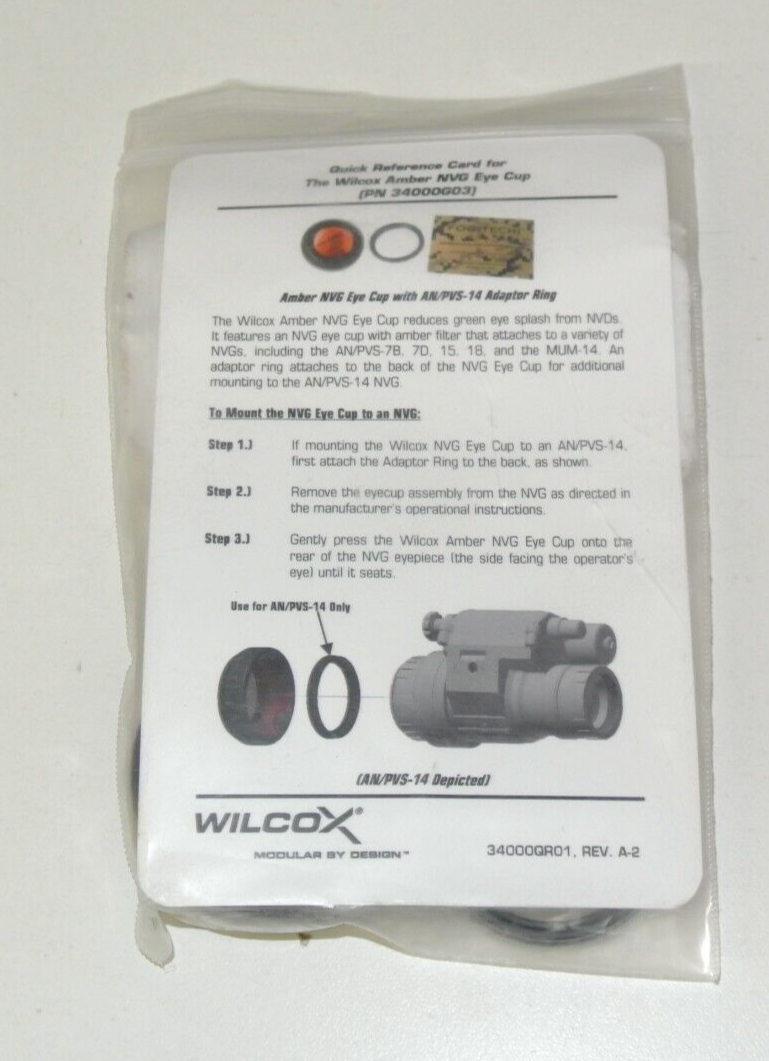 Quick Reference Card for
The Wilcox Amber NVG Eye Cup
(PN 34000G03)
FOGTECH
Amber NVG Eye Cup with AN/PVS-14 Adaptor Ring
The Wilcox Amber NVG Eye Cup reduces green eye splash from NVDs.
It features an NVG eye cup with amber filter that attaches to a variety of
NVGs, including the AN/PVS-7B, 7D, 15, 18, and the MUM-14. An
adaptor ring attaches to the back of the NVG Eye Cup for additional
mounting to the AN/PVS-14 NVG.
To Mount the NVG Eye Cup to an NVG:
Step 1.) If mounting the Wilcox NVG Eye Cup to an AN/PVS-14,
first attach the Adaptor Ring to the back, as shown.
Step 2.) Remove the eyecup assembly from the NVG as directed in
the manufacturer's operational instructions.
Step 3.) Gently press the Wilcox Amber NVG Eye Cup onto the
rear of the NVG eyepiece (the side facing the operator's
eye) until it seats.
Use for AN/PVS-14 Only
(AN/PVS-14 Depicted)
WILCOX®
MODULAR BY DESIGN™
34000QR01, REV. A-2